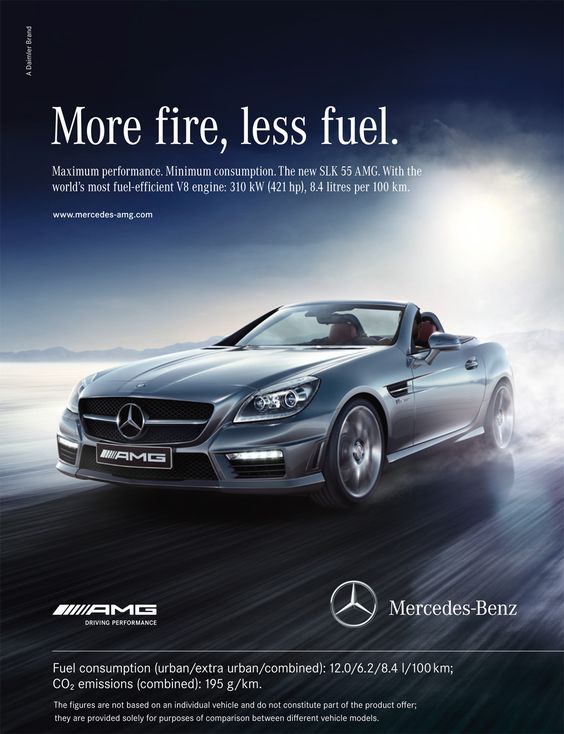 A Daimler Brand
More fire, less fuel.
Maximum performance. Minimum consumption. The new SLK 55 AMG. With the
world's most fuel-efficient V8 engine: 310 kW (421 hp), 8.4 litres per 100 km.
www.mercedes-amg.com
AMG
AMG
DRIVING PERFORMANCE
Mercedes-Benz
Fuel consumption (urban/extra urban/combined): 12.0/6.2/8.4 l/100 km;
CO₂ emissions (combined): 195 g/km.
The figures are not based on an individual vehicle and do not constitute part of the product offer;
they are provided solely for purposes of comparison between different vehicle models.